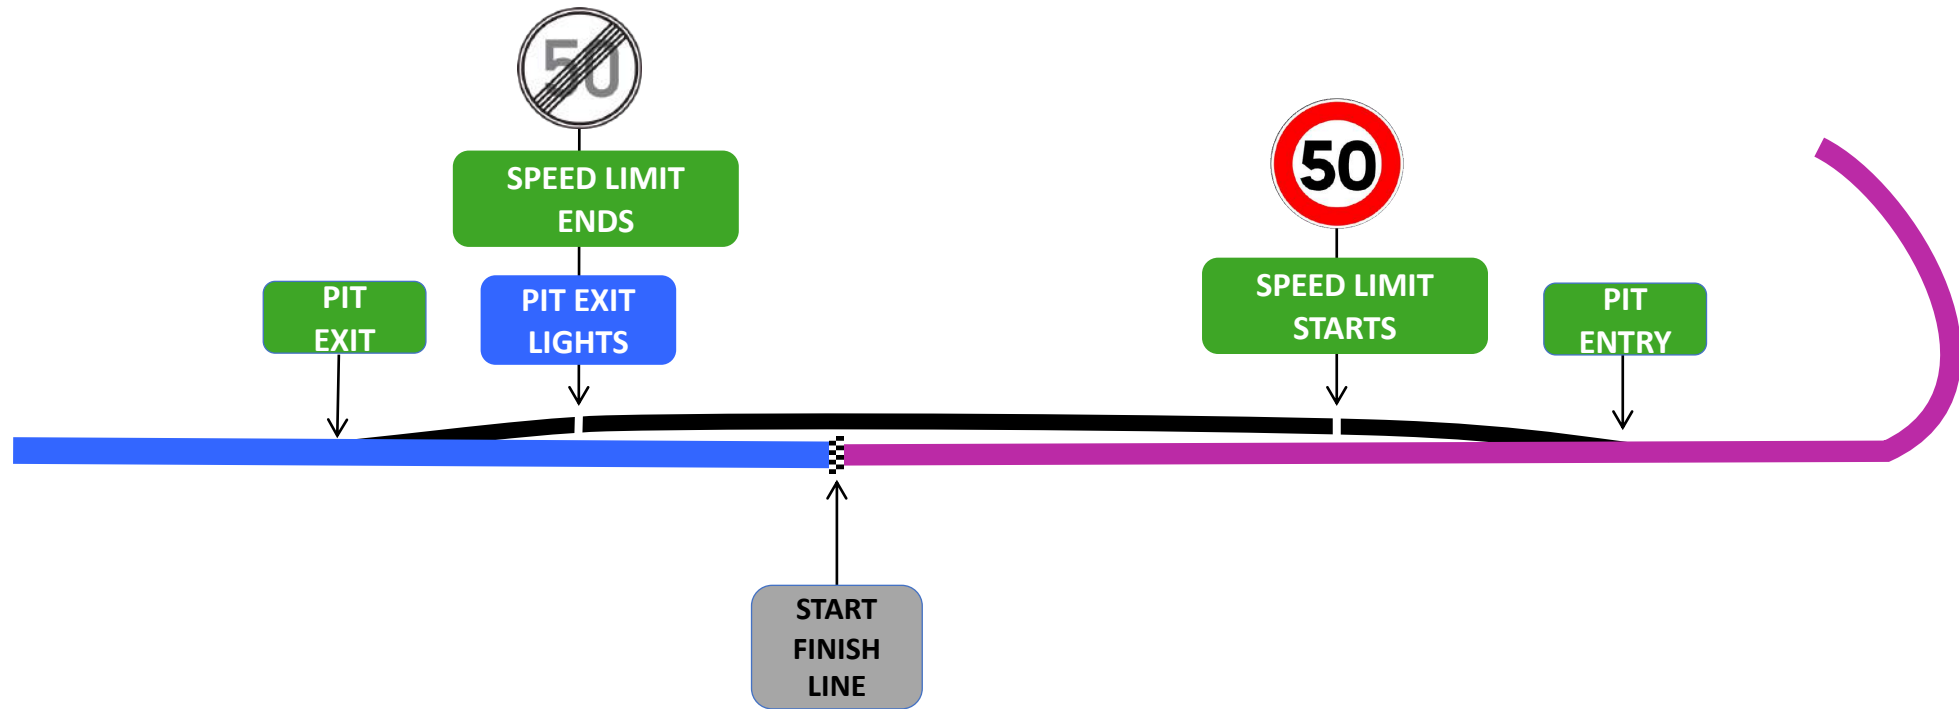 50
SPEED LIMIT
ENDS
PIT
EXIT
PIT EXIT
LIGHTS
50
SPEED LIMIT
STARTS
PIT
ENTRY
START
FINISH
LINE